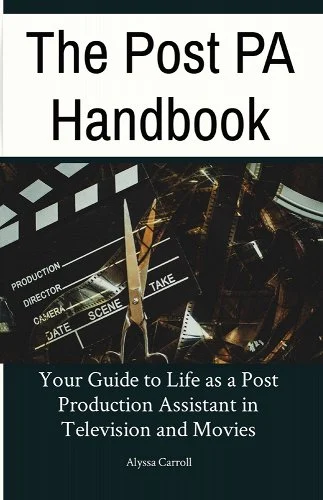 The Post PA
Handbook
PRODUCTION
DIRECTOR
CAMERA
DATE SCENE TAKE
Your Guide to Life as a Post
Production Assistant in
Television and Movies
Alyssa Carroll